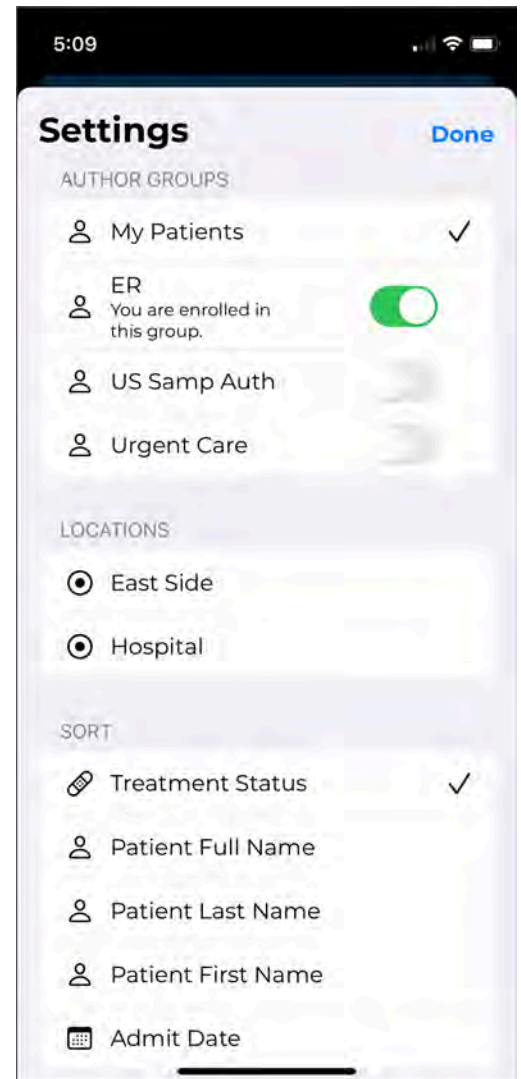 5:09
Settings
Done
AUTHOR GROUPS
My Patients
ER
You are enrolled in
this group.
US Samp Auth
Urgent Care
LOCATIONS
East Side
Hospital
SORT
Treatment Status
Patient Full Name
Patient Last Name
Patient First Name
Admit Date